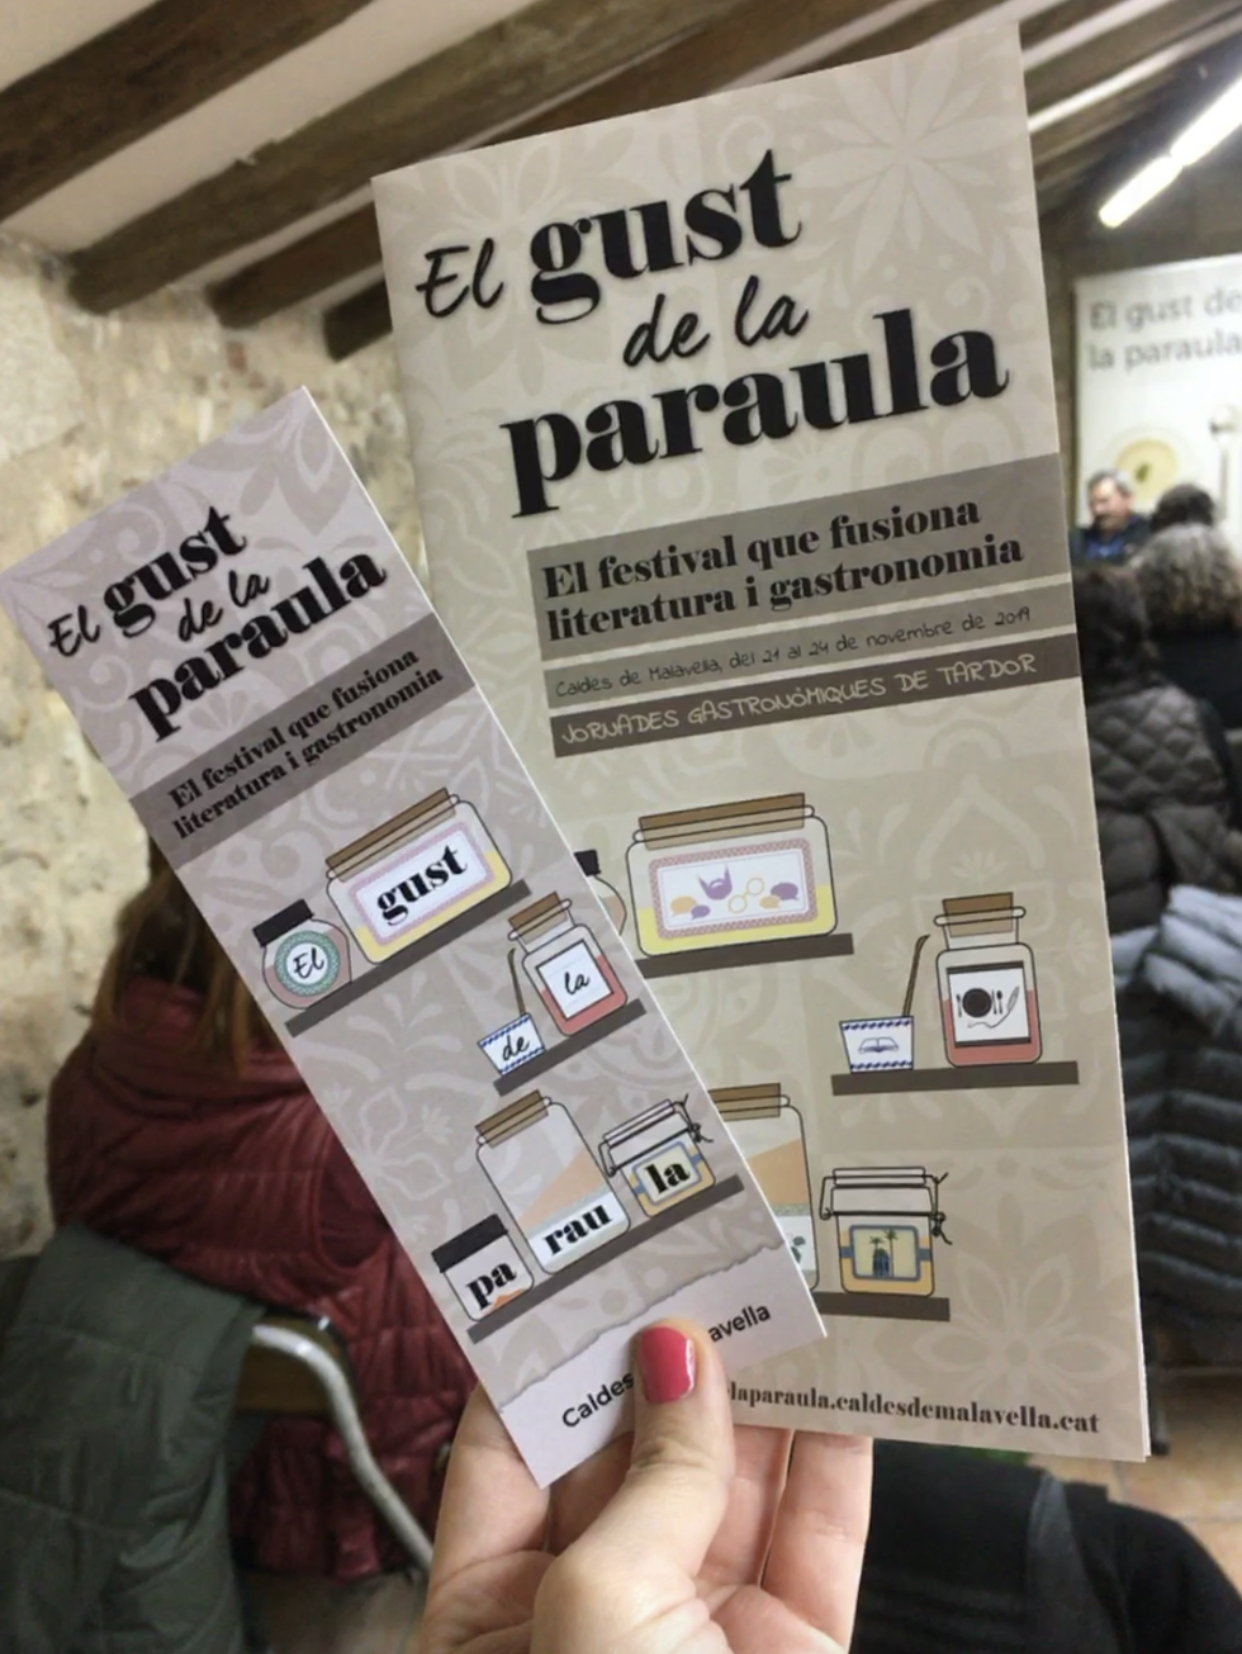 El gust
de la
paraula
El festival que fusiona
literatura i gastronomia
Caldes de Malavella, del 21 al 24 de novembre de 2019
JORNADES GASTRONÒMIQUES DE TARDOR
laparaula.caldesdemalavella.cat
El gust
de la
paraula
El festival que fusiona
literatura i gastronomia
El
gust
de
la
pa
rau
la
Caldes
avella
El gust de
la paraula